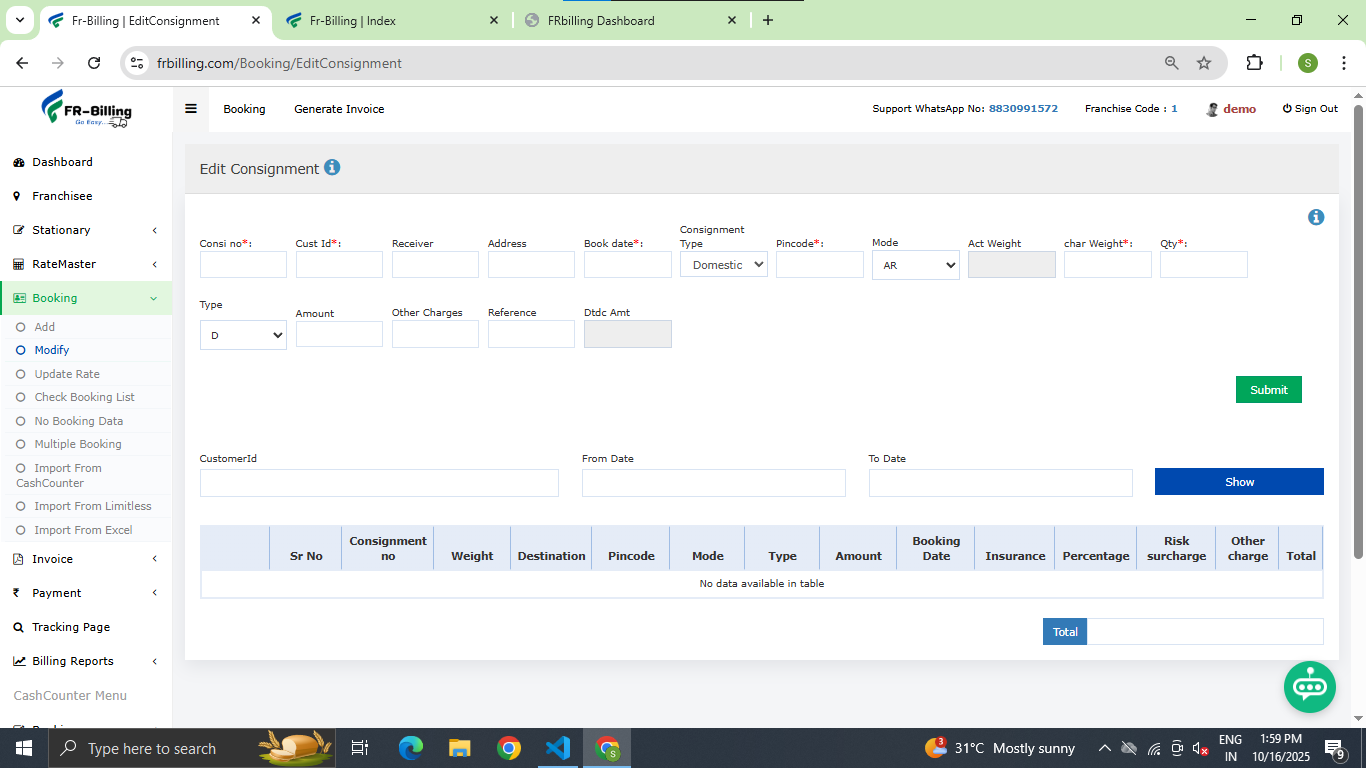 Fr-Billing | EditConsignment
Fr-Billing | Index
FRbilling Dashboard
frbilling.com/Booking/EditConsignment
S
FR-Billing
Go Easy...
Booking
Generate Invoice
Support WhatsApp No: 8830991572
Franchise Code : 1
demo
Sign Out
Dashboard
Franchisee
Stationary
RateMaster
Booking
Add
Modify
Update Rate
Check Booking List
No Booking Data
Multiple Booking
Import From
CashCounter
Import From Limitless
Import From Excel
Invoice
Payment
Tracking Page
Billing Reports
CashCounter Menu
Edit Consignment
Consi no*:
Cust Id*:
Receiver
Address
Book date*:
Consignment
Type
Pincode*:
Mode
Act Weight
char Weight*:
Qty*:
Domestic
AR
Type
Amount
Other Charges
Reference
Dtdc Amt
D
Submit
CustomerId
From Date
To Date
Show
Sr No
Consignment
no
Weight
Destination
Pincode
Mode
Type
Amount
Booking
Date
Insurance
Percentage
Risk
surcharge
Other
charge
Total
No data available in table
Total
Type here to search
3
31°C Mostly sunny
ENG
IN
1:59 PM
10/16/2025
9